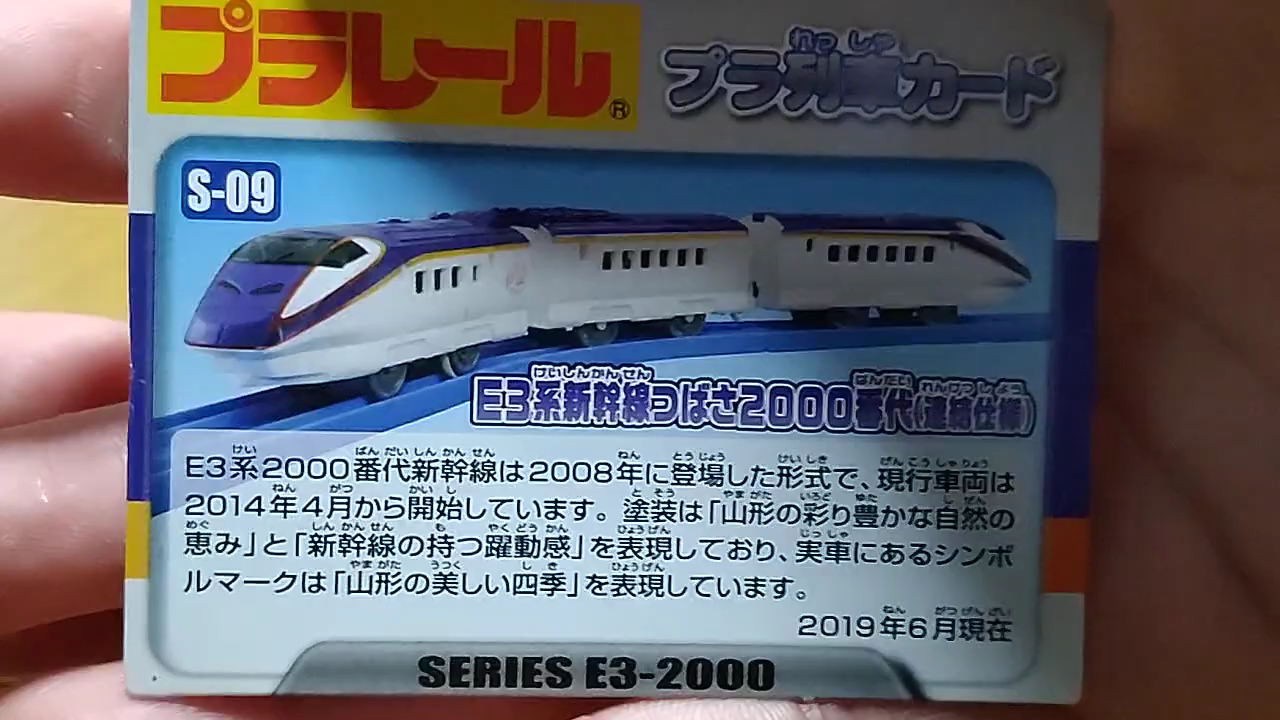 プラレール®
プラ列車カード
S-09
E3系新幹線つばさ2000番代(連結仕様)
E3系2000番代新幹線は2008年に登場した形式で、現行車両は
2014年4月から開始しています。塗装は「山形の彩り豊かな自然の
恵み」と「新幹線の持つ躍動感」を表現しており、実車にあるシンボ
ルマークは「山形の美しい四季」を表現しています。
2019年6月現在
SERIES E3-2000